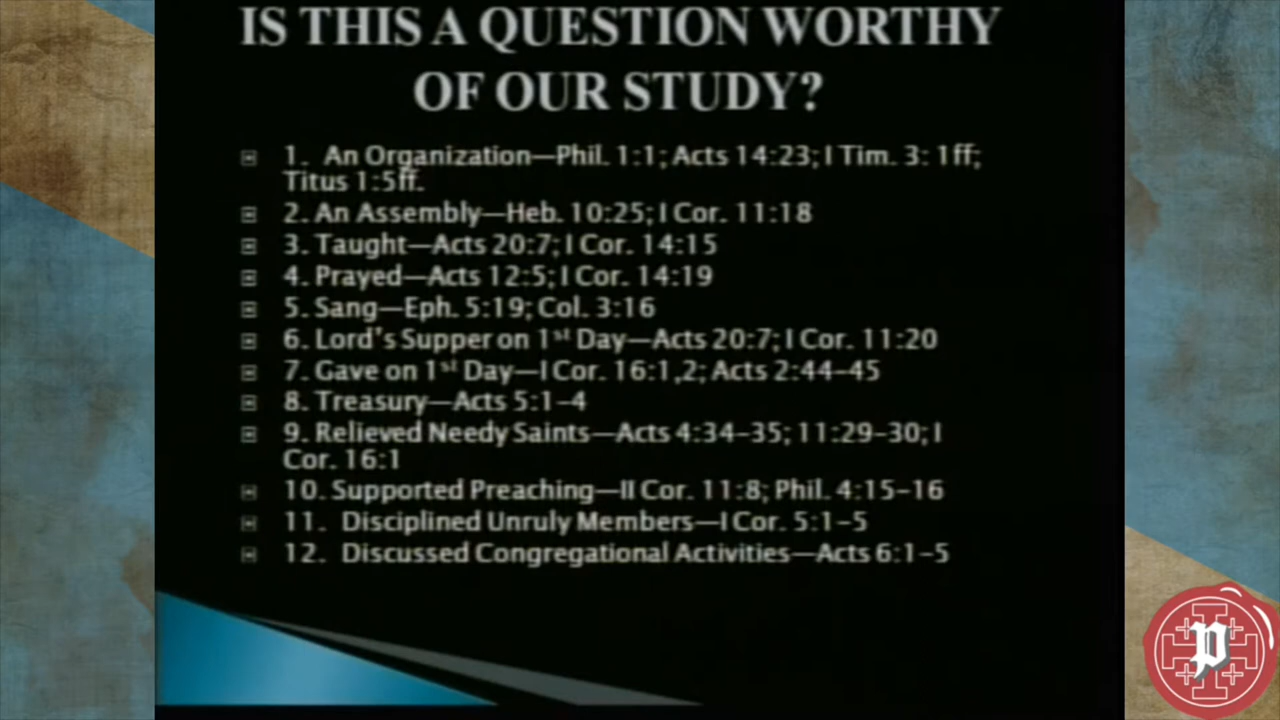 IS THIS A QUESTION WORTHY
OF OUR STUDY?
1. An Organization—Phil. 1:1; Acts 14:23; I Tim. 3: 1ff;
Titus 1:5ff.
2. An Assembly—Heb. 10:25; I Cor. 11:18
3. Taught—Acts 20:7; I Cor. 14:15
4. Prayed—Acts 12:5; I Cor. 14:19
5. Sang—Eph. 5:19; Col. 3:16
6. Lord's Supper on 1st Day—Acts 20:7; I Cor. 11:20
7. Gave on 1st Day—I Cor. 16:1,2; Acts 2:44-45
8. Treasury—Acts 5:1-4
9. Relieved Needy Saints—Acts 4:34-35; 11:29-30; I
Cor. 16:1
10. Supported Preaching—II Cor. 11:8; Phil. 4:15-16
11. Disciplined Unruly Members—I Cor. 5:1-5
12. Discussed Congregational Activities—Acts 6:1-5
p